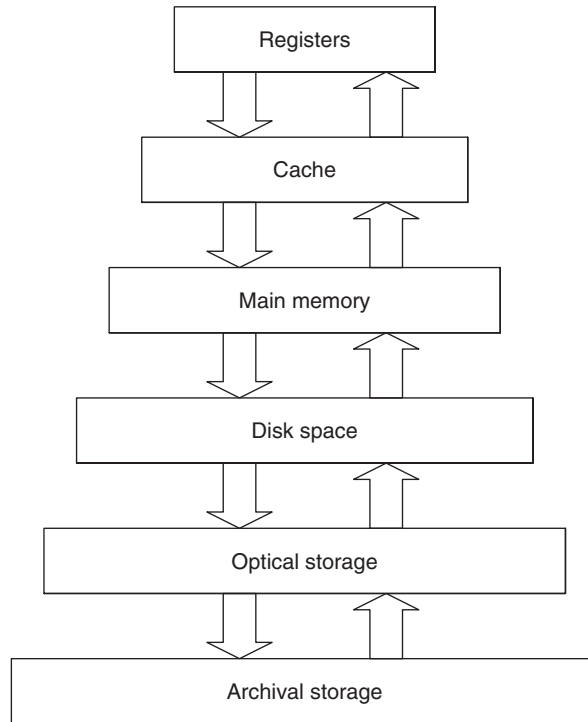 Registers
Cache
Main memory
Disk space
Optical storage
Archival storage